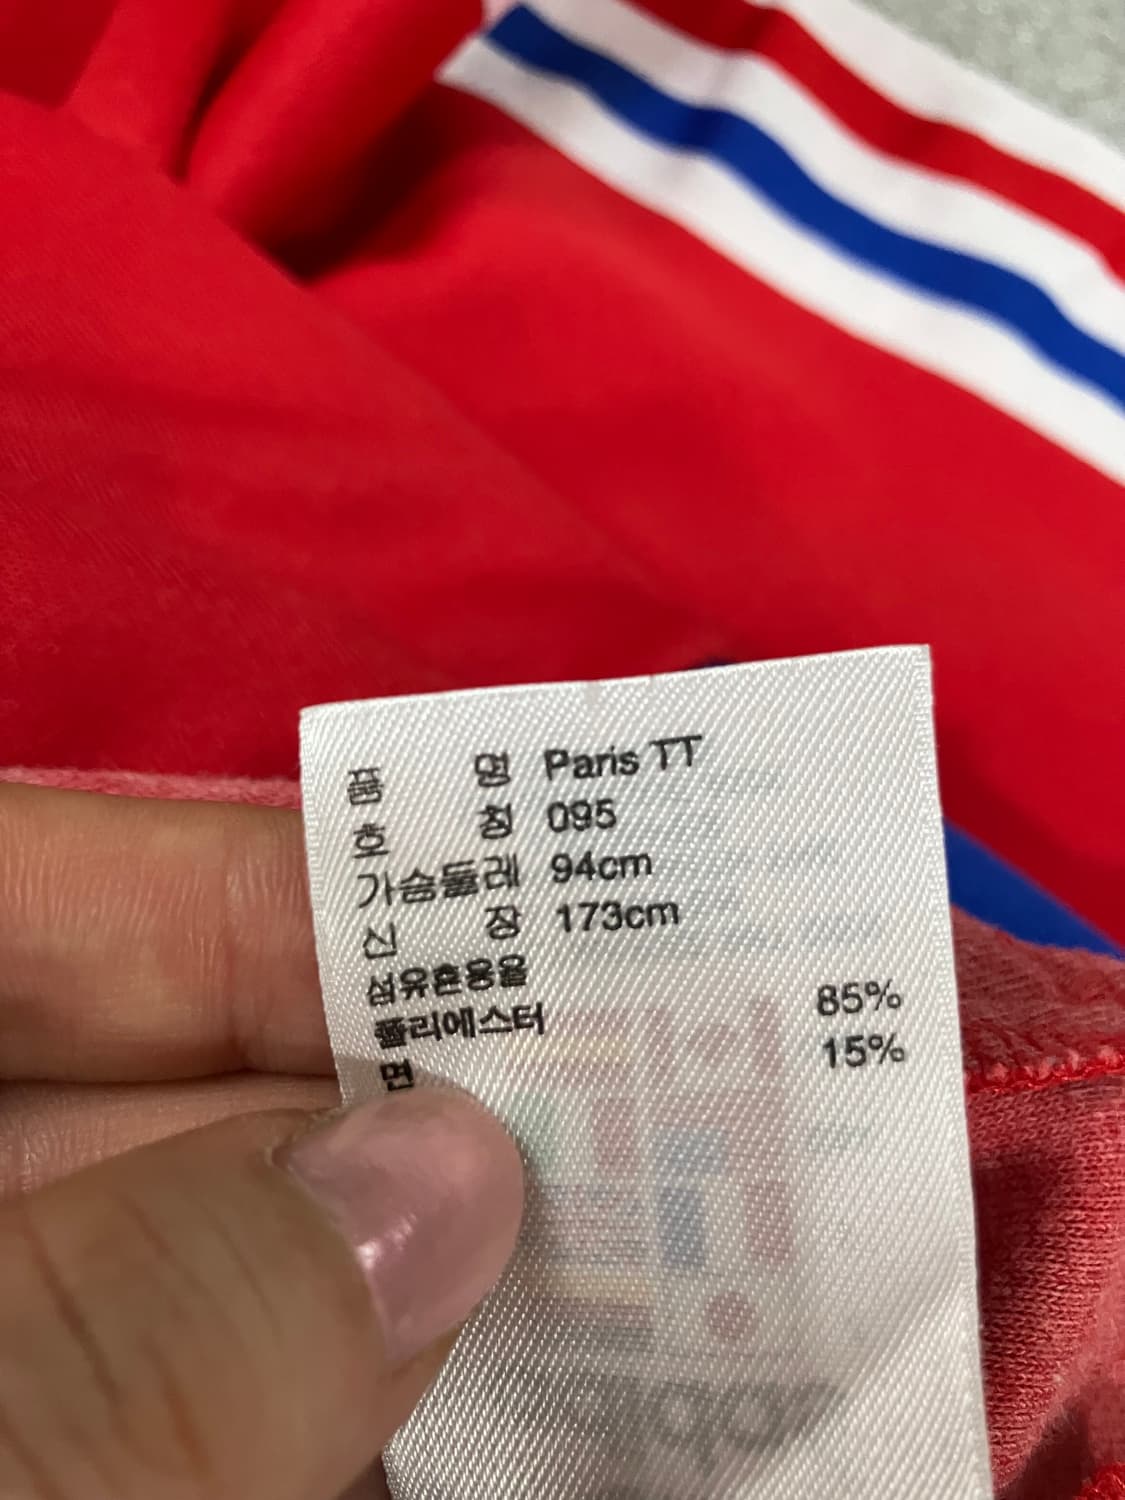 품 명 Paris TT
호 칭 095
가슴둘레 94cm
신 장 173cm
섬유혼용율
폴리에스터 85%
면 15%